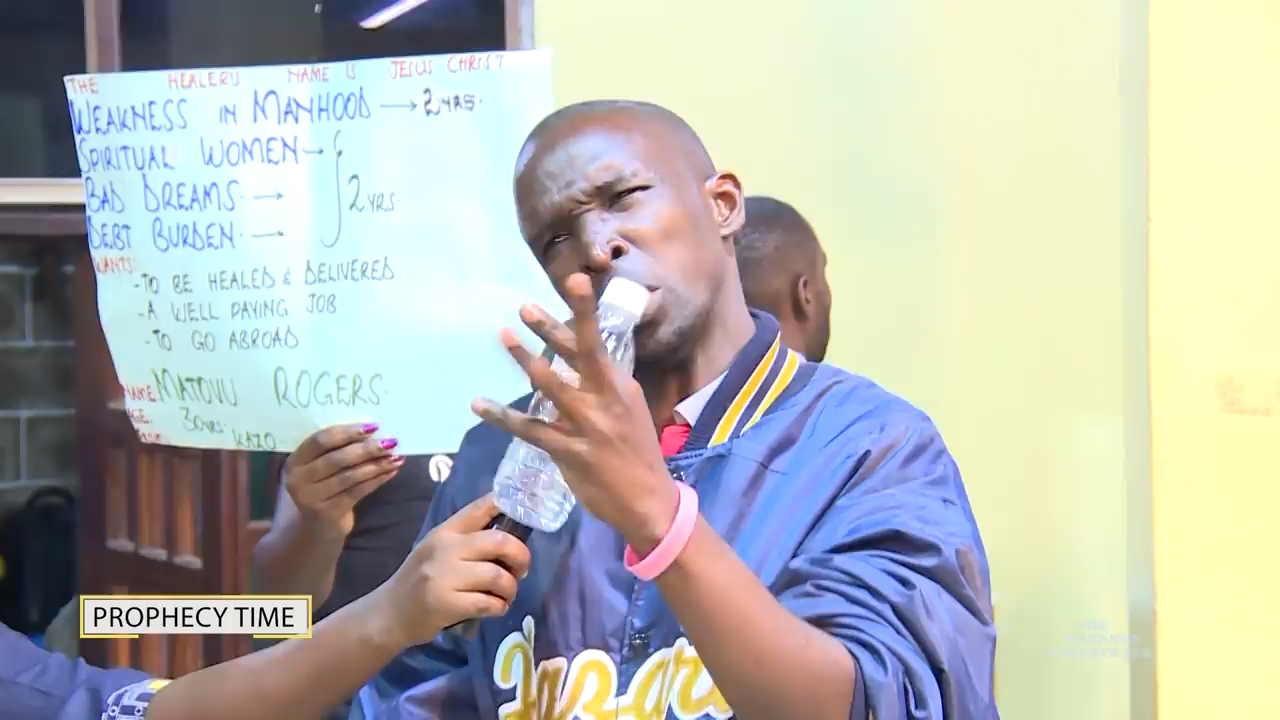 THE HEALERS NAME IS JESUS CHRIST
WEAKNESS IN MANHOOD → 2YRS.
SPIRITUAL WOMEN →
BAD DREAMS. → 2YRS
DEBT BURDEN. →
WANTS:
- TO BE HEALED & DELIVERED
- A WELL PAYING JOB.
- TO GO ABROAD
NAME MATOVU ROGERS.
AGE. 30YRS
KAZO.
PROPHECY TIME